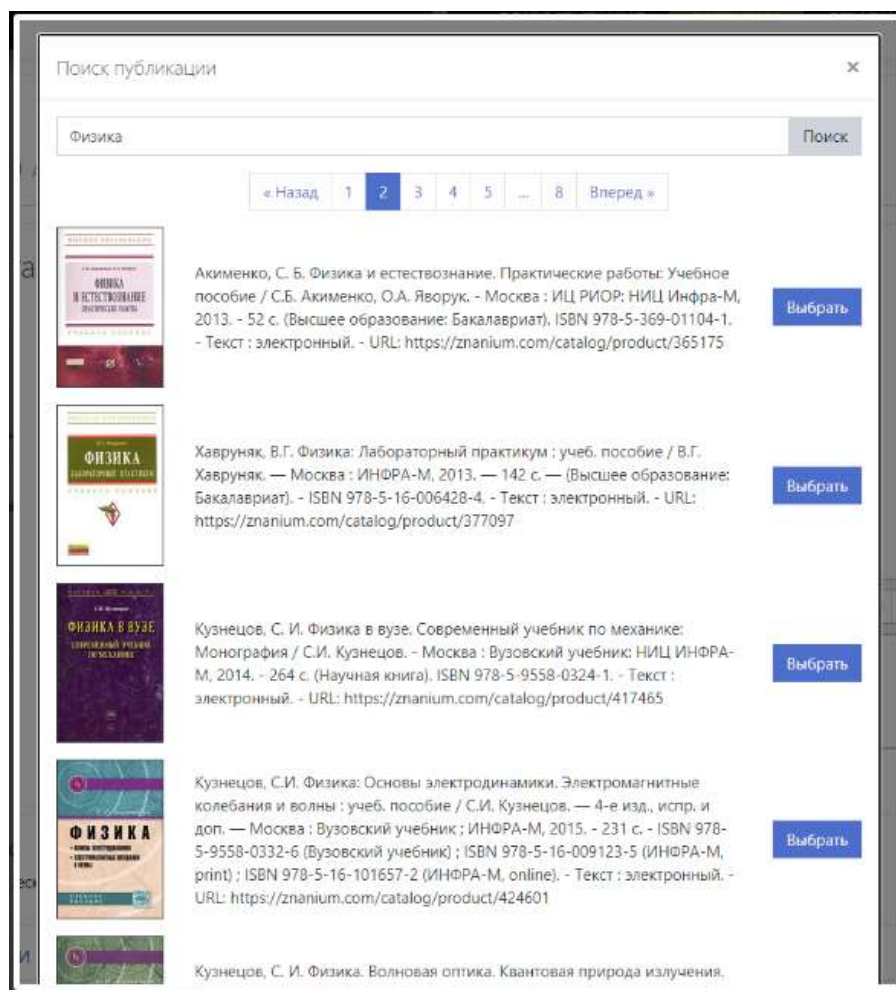 Поиск публикации ×
Физика Поиск
« Назад 1 2 3 4 5 ... 8 Вперед »
ФИЗИКА
И ЕСТЕСТВОЗНАНИЕ
ПРАКТИЧЕСКИЕ РАБОТЫ
Акименко, С. Б. Физика и естествознание. Практические работы: Учебное
пособие / С.Б. Акименко, О.А. Яворук. - Москва : ИЦ РИОР: НИЦ Инфра-М,
2013. - 52 с. (Высшее образование: Бакалавриат). ISBN 978-5-369-01104-1.
- Текст : электронный. - URL: https://znanium.com/catalog/product/365175
Выбрать
ФИЗИКА
ЛАБОРАТОРНЫЙ ПРАКТИКУМ
Хавруняк, В.Г. Физика: Лабораторный практикум : учеб. пособие / В.Г.
Хавруняк. — Москва : ИНФРА-М, 2013. — 142 с. — (Высшее образование:
Бакалавриат). - ISBN 978-5-16-006428-4. - Текст : электронный. - URL:
https://znanium.com/catalog/product/377097
Выбрать
ФИЗИКА В ВУЗЕ
СОВРЕМЕННЫЙ УЧЕБНИК
ПО МЕХАНИКЕ
Кузнецов, С. И. Физика в вузе. Современный учебник по механике:
Монография / С.И. Кузнецов. - Москва : Вузовский учебник: НИЦ ИНФРА-
М, 2014. - 264 с. (Научная книга). ISBN 978-5-9558-0324-1. - Текст :
электронный. - URL: https://znanium.com/catalog/product/417465
Выбрать
ФИЗИКА
Кузнецов, С.И. Физика: Основы электродинамики. Электромагнитные
колебания и волны : учеб. пособие / С.И. Кузнецов. — 4-е изд., испр. и
доп. — Москва : Вузовский учебник ; ИНФРА-М, 2015. - 231 с. - ISBN 978-
5-9558-0332-6 (Вузовский учебник) ; ISBN 978-5-16-009123-5 (ИНФРА-М,
print) ; ISBN 978-5-16-101657-2 (ИНФРА-М, online). - Текст : электронный. -
URL: https://znanium.com/catalog/product/424601
Выбрать
Кузнецов, С. И. Физика. Волновая оптика. Квантовая природа излучения.